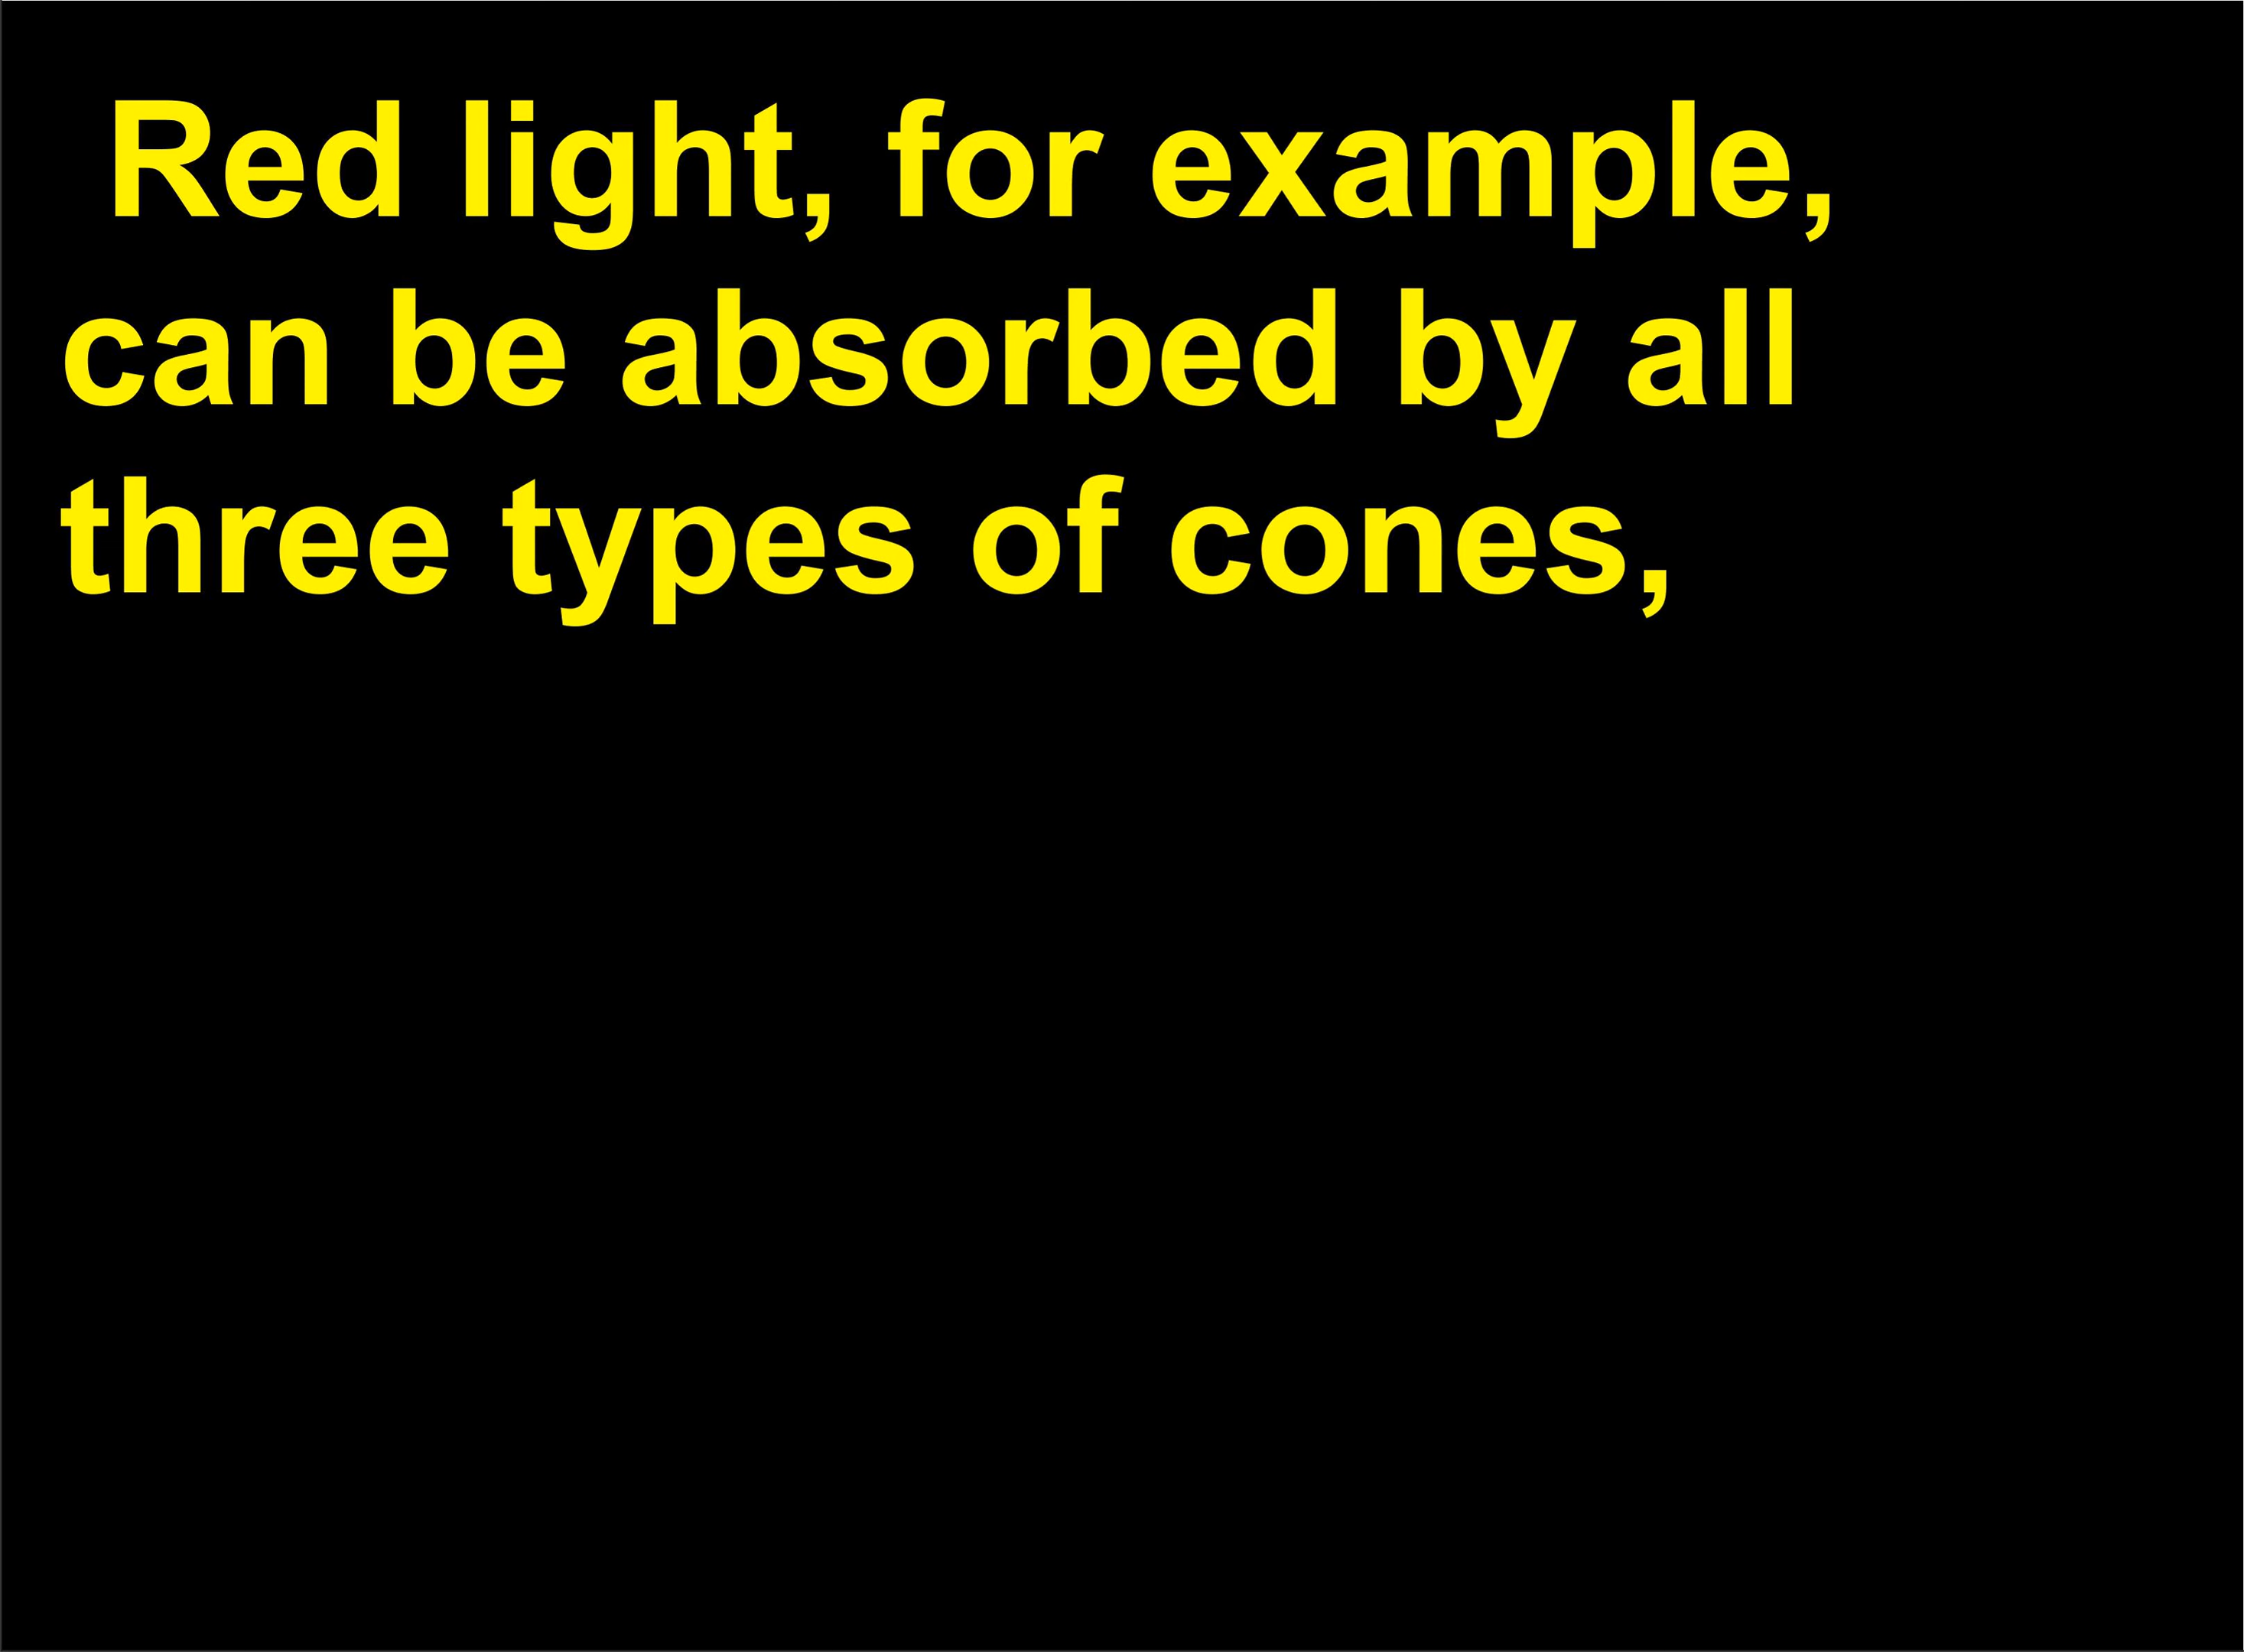 Red light, for example,
can be absorbed by all
three types of cones,